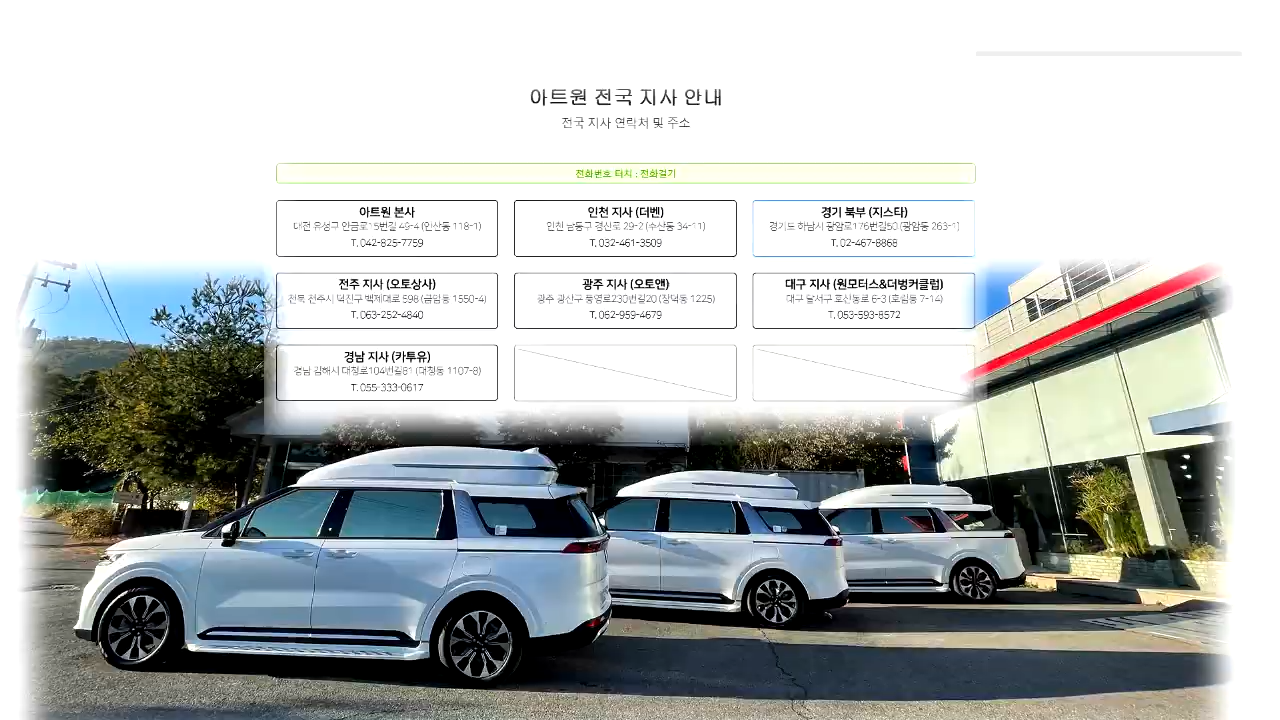 아트원 전국 지사 안내
전국 지사 연락처 및 주소
전화번호 터치 : 전화걸기
아트원 본사
대전 유성구 안금로15번길 49-4 (안산동 118-1)
T. 042-825-7759
인천 지사 (더벤)
인천 남동구 경신로 29-2 (수산동 34-11)
T. 032-461-3509
경기 북부 (지스타)
경기도 하남시 광암로176번길50 (광암동 263-1)
T. 02-467-8868
전주 지사 (오토상사)
전북 전주시 덕진구 백제대로 598 (금암동 1550-4)
T. 063-252-4840
광주 지사 (오토앤)
광주 광산구 동영로230번길20 (장덕동 1225)
T. 062-959-4679
대구 지사 (원모터스&더벙커클럽)
대구 달서구 호산동로 6-3 (호림동 7-14)
T. 053-593-8572
경남 지사 (카투유)
경남 김해시 대청로104번길81 (대청동 1107-8)
T. 055-333-0617